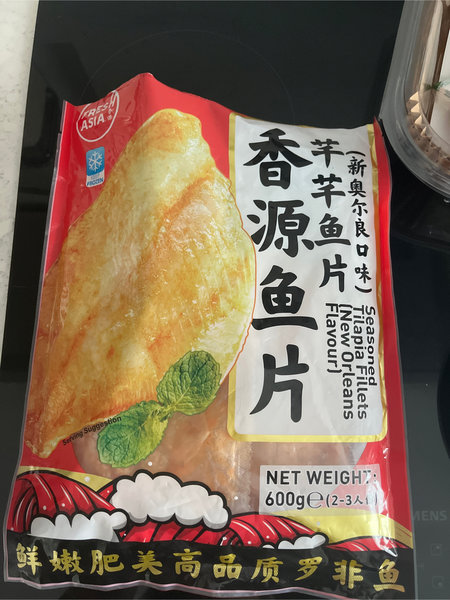 FRESH
ASIA
FROZEN
香源鱼片
芊芊鱼片
(新奥尔良口味)
Seasoned
Tilapia Fillets
(New Orleans
Flavour)
Serving Suggestion
NET WEIGHT:
600g℮(2-3人
鲜嫩肥美高品质罗非鱼
MENS